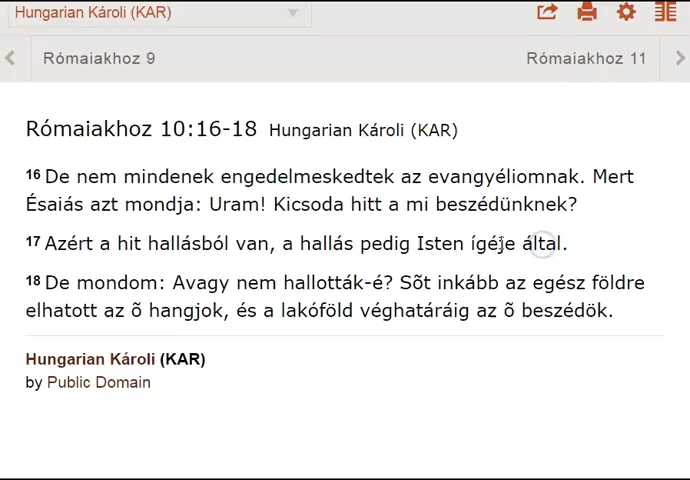 Hungarian Károli (KAR)
Rómaiakhoz 9
Rómaiakhoz 11
Rómaiakhoz 10:16-18 Hungarian Károli (KAR)
16 De nem mindenek engedelmeskedtek az evangyéliomnak. Mert
Ésaiás azt mondja: Uram! Kicsoda hitt a mi beszédünknek?
17 Azért a hit hallásból van, a hallás pedig Isten ígéje által.
18 De mondom: Avagy nem hallották-é? Sõt inkább az egész földre
elhatott az õ hangjok, és a lakóföld véghatáráig az õ beszédök.
Hungarian Károli (KAR)
by Public Domain